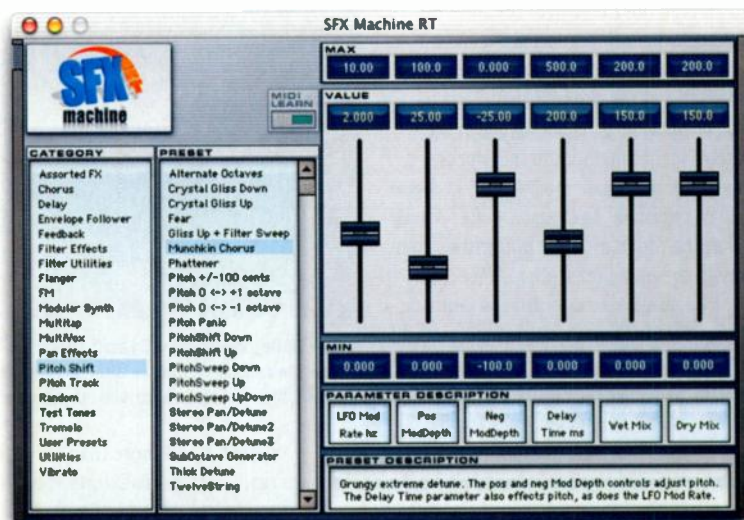 SFX Machine RT
SFX
machine
MIDI
LEARN
MAX
10.00 100.0 0.000 500.0 200.0 200.0
VALUE
2.000 25.00 -25.00 200.0 150.0 150.0
CATEGORY
Assorted FX
Chorus
Delay
Envelope Follower
Feedback
Filter Effects
Filter Utilities
Flanger
FM
Modular Synth
Multitap
MultiVox
Pan Effects
Pitch Shift
Pitch Track
Random
Test Tones
Tremolo
User Presets
Utilities
Vibrato
PRESET
Alternate Octaves
Crystal Gliss Down
Crystal Gliss Up
Fear
Gliss Up + Filter Sweep
Munchkin Chorus
Phattener
Pitch +/-100 cents
Pitch 0 <-> +1 octave
Pitch 0 <-> -1 octave
Pitch Panic
PitchShift Down
PitchShift Up
PitchSweep Down
PitchSweep Up
PitchSweep UpDown
Stereo Pan/Detune
Stereo Pan/Detune2
Stereo Pan/Detune3
SubOctave Generator
Thick Detune
TwelveString
MIN
0.000 0.000 -100.0 0.000 0.000 0.000
PARAMETER DESCRIPTION
LFO Mod
Rate hz
Pos
ModDepth
Neg
ModDepth
Delay
Time ms
Wet Mix
Dry Mix
PRESET DESCRIPTION
Grungy extreme detune. The pos and neg Mod Depth controls adjust pitch.
The Delay Time parameter also effects pitch, as does the LFO Mod Rate.